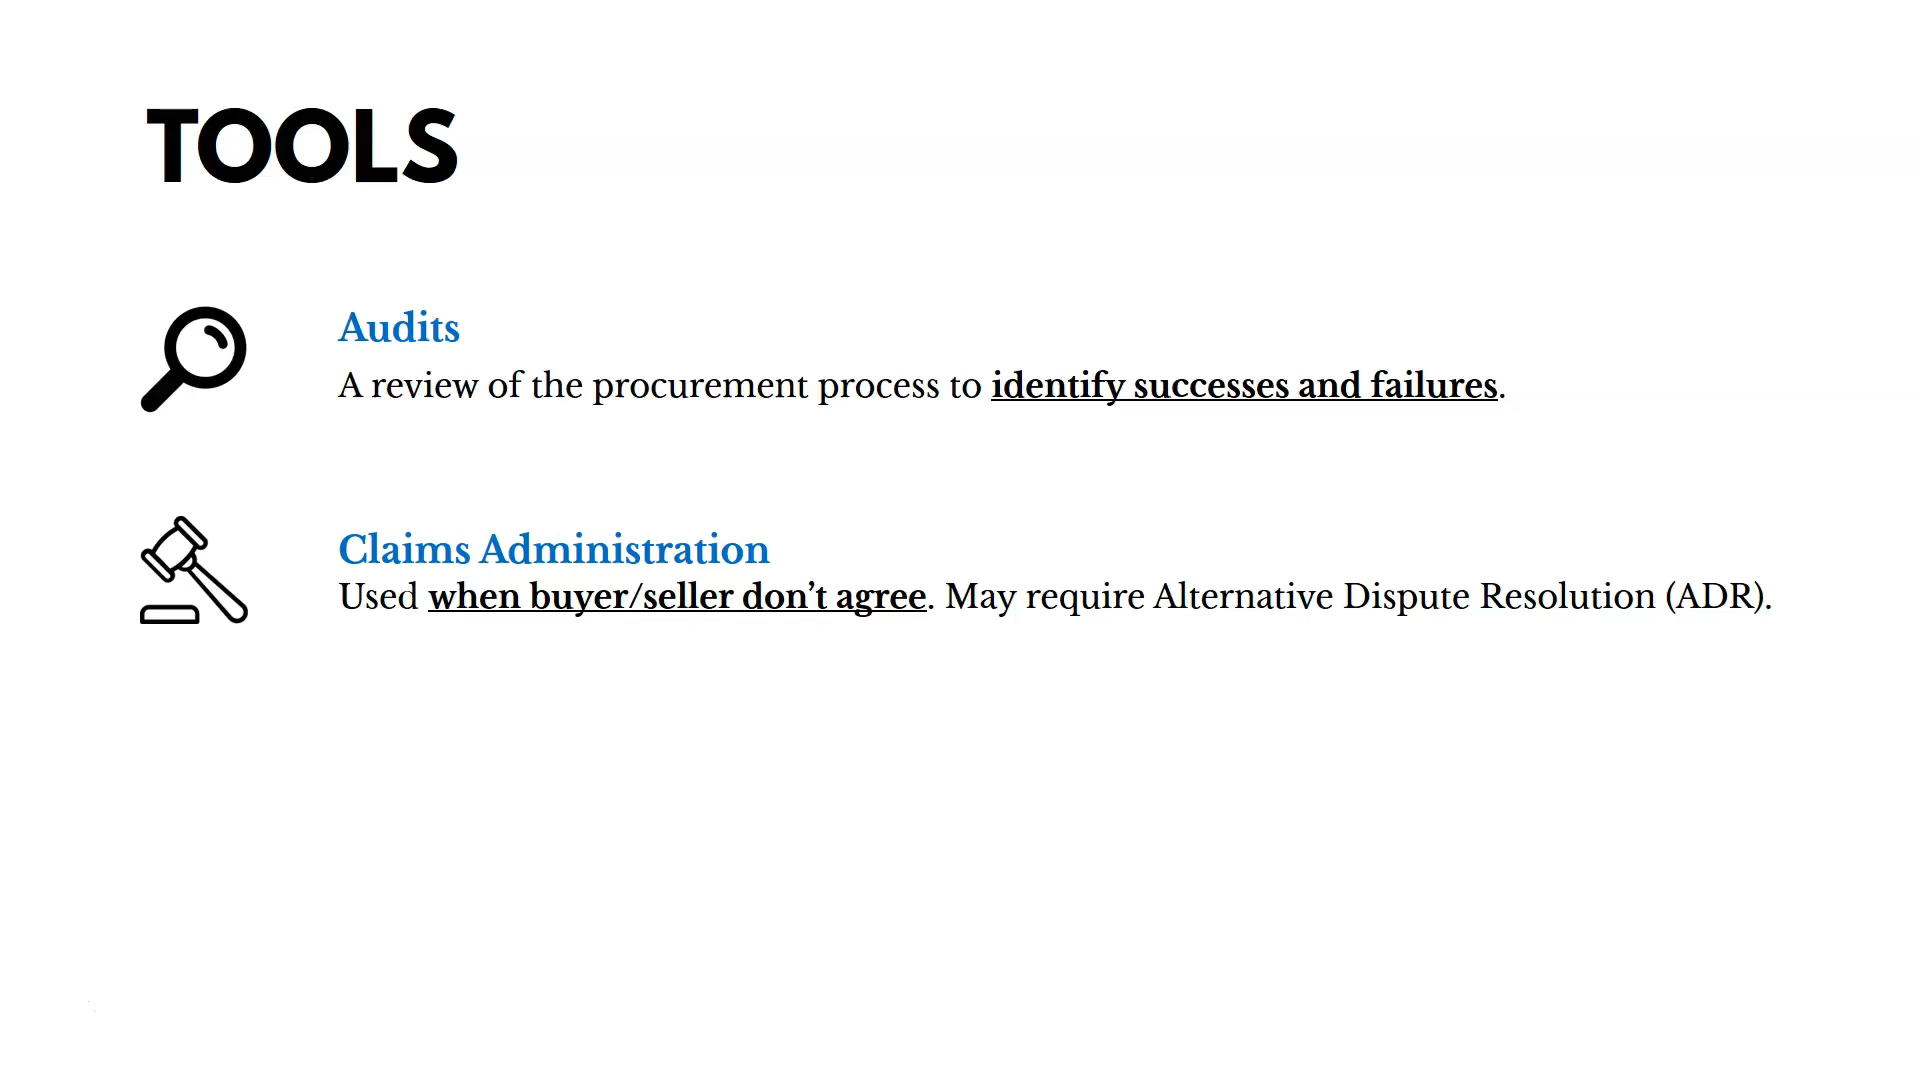 TOOLS
Audits
A review of the procurement process to identify successes and failures.
Claims Administration
Used when buyer/seller don’t agree. May require Alternative Dispute Resolution (ADR).